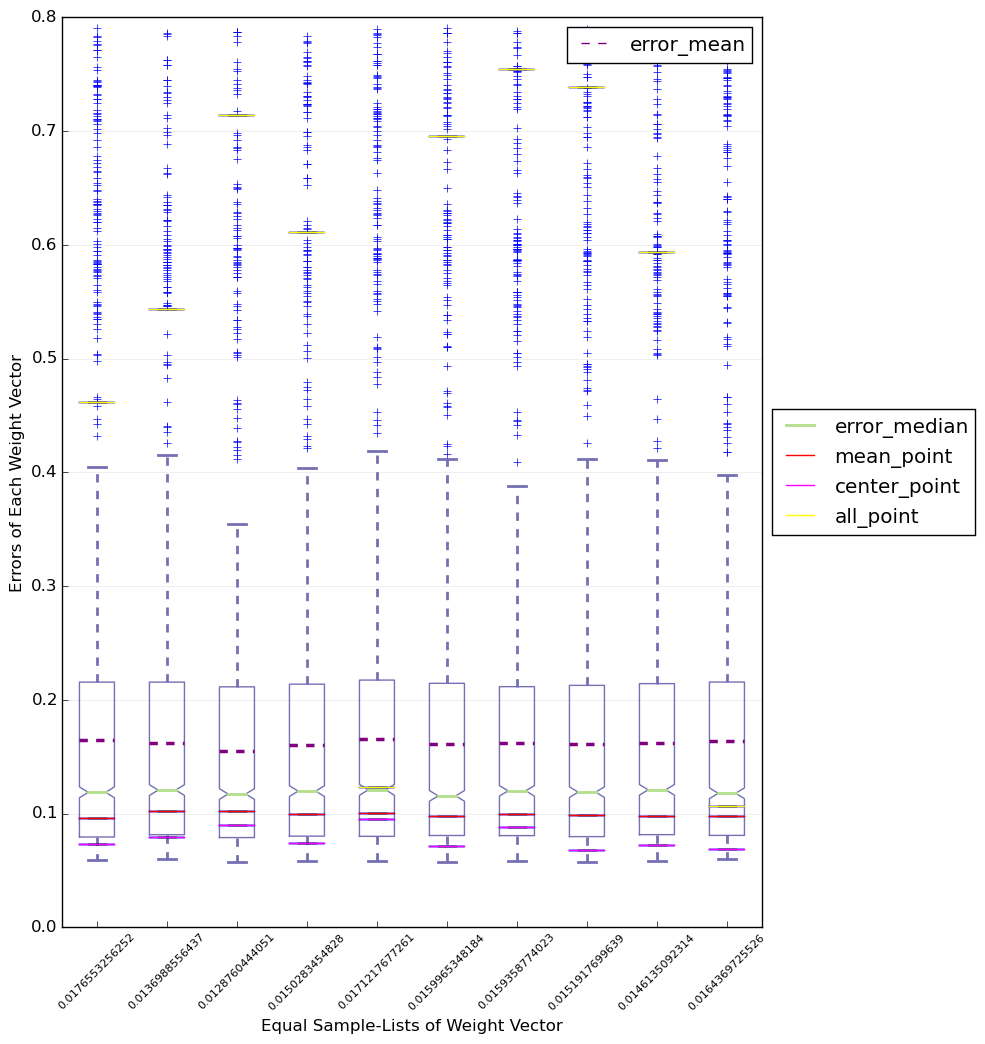 0.8
0.7
0.6
0.5
0.4
0.3
0.2
0.1
0.0
Errors of Each Weight Vector
error_mean
error_median
mean_point
center_point
all_point
0.0176553256252
0.0136988556437
0.0128760444051
0.0150283454828
0.0171217677261
0.0159965348184
0.0159358774023
0.0151917699639
0.0146135092314
0.0164369725526
Equal Sample-Lists of Weight Vector